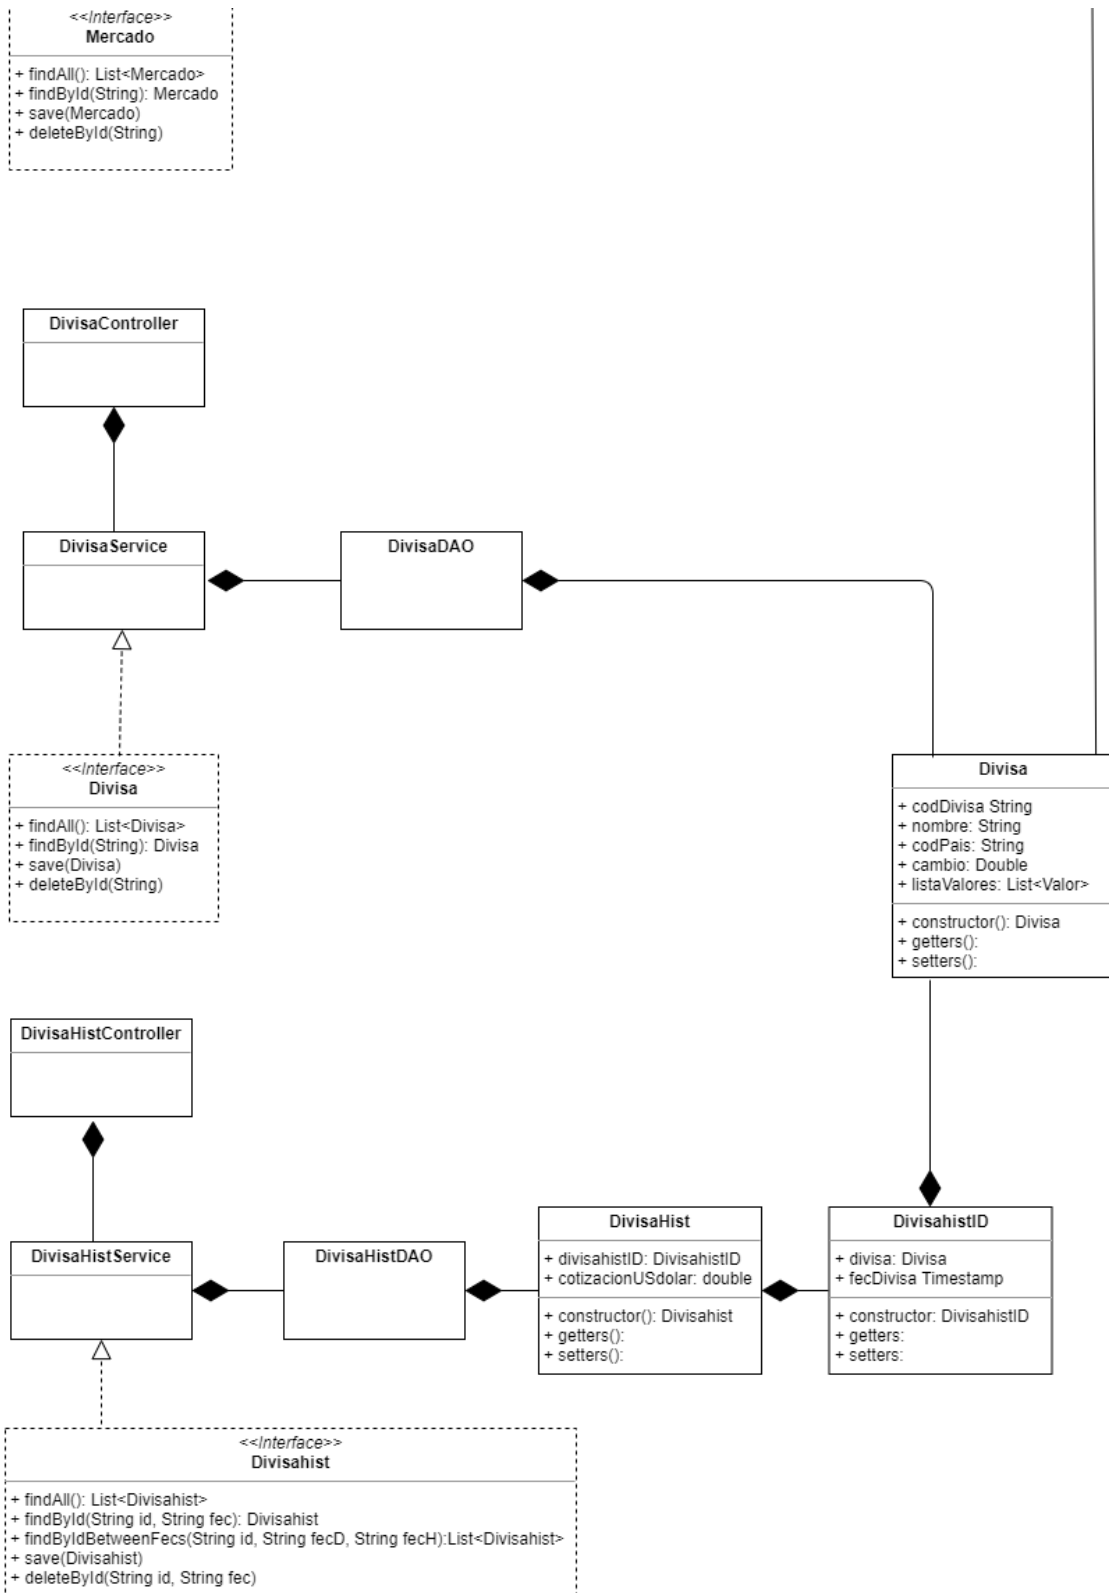 <<Interface>>
Mercado
+ findAll(): List<Mercado>
+ findById(String): Mercado
+ save(Mercado)
+ deleteById(String)
DivisaController
DivisaService
DivisaDAO
<<Interface>>
Divisa
+ findAll(): List<Divisa>
+ findById(String): Divisa
+ save(Divisa)
+ deleteById(String)
Divisa
+ codDivisa String
+ nombre: String
+ codPais: String
+ cambio: Double
+ listaValores: List<Valor>
+ constructor(): Divisa
+ getters():
+ setters():
DivisaHistController
DivisaHistService
DivisaHistDAO
DivisaHist
+ divisahistID: DivisahistID
+ cotizacionUSdolar: double
+ constructor(): Divisahist
+ getters():
+ setters():
DivisahistID
+ divisa: Divisa
+ fecDivisa Timestamp
+ constructor: DivisahistID
+ getters:
+ setters:
<<Interface>>
Divisahist
+ findAll(): List<Divisahist>
+ findById(String id, String fec): Divisahist
+ findByIdBetweenFecs(String id, String fecD, String fecH):List<Divisahist>
+ save(Divisahist)
+ deleteById(String id, String fec)